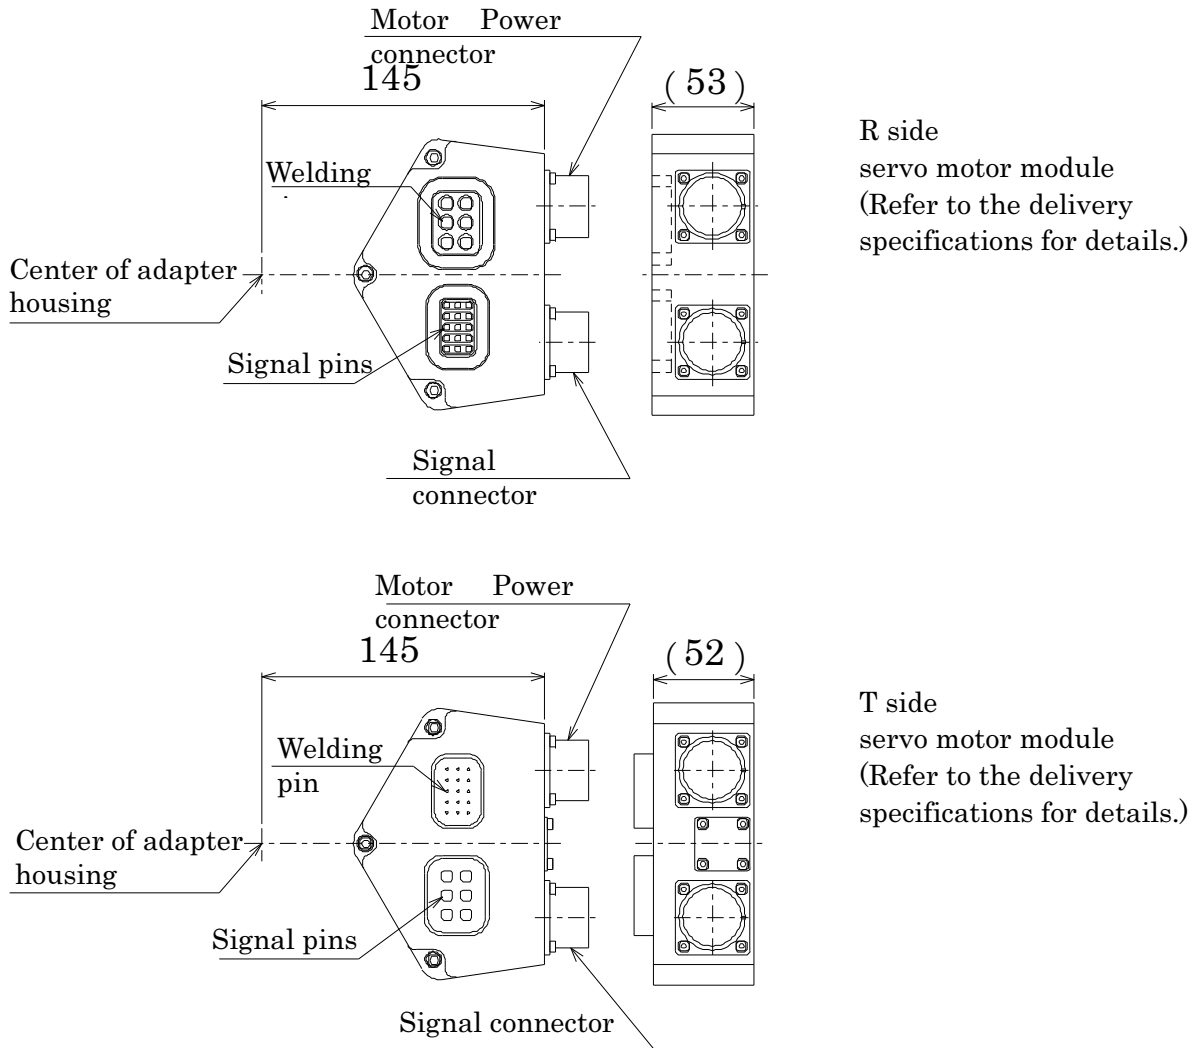 Motor Power
connector
145
(53)
R side
servo motor module
(Refer to the delivery
specifications for details.)
Welding
Center of adapter
housing
Signal pins
Signal
connector
Motor Power
connector
145
(52)
T side
servo motor module
(Refer to the delivery
specifications for details.)
Welding
pin
Center of adapter
housing
Signal pins
Signal connector